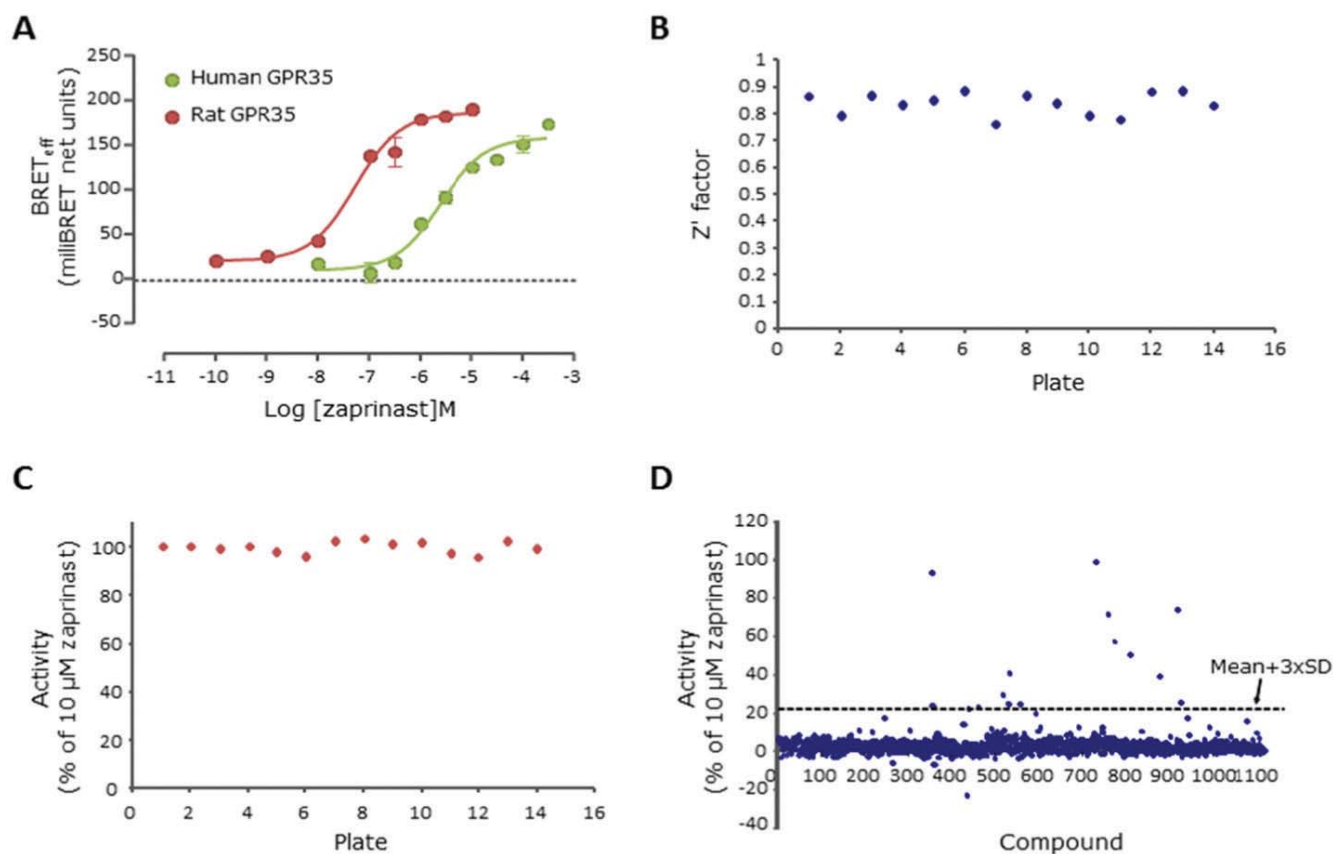 A
250
200
150
100
50
0
-50
BRETeff
(miliBRET net units)
Human GPR35
Rat GPR35
-11 -10 -9 -8 -7 -6 -5 -4 -3
Log [zaprinast]M
B
1
0.9
0.8
0.7
0.6
0.5
0.4
0.3
0.2
0.1
0
Z' factor
0 2 4 6 8 10 12 14 16
Plate
C
100
80
60
40
20
0
Activity
(% of 10 µM zaprinast)
0 2 4 6 8 10 12 14 16
Plate
D
120
100
80
60
40
20
0
-20
-40
Activity
(% of 10 µM zaprinast)
Mean+3xSD
0 100 200 300 400 500 600 700 800 900 1000 1100
Compound